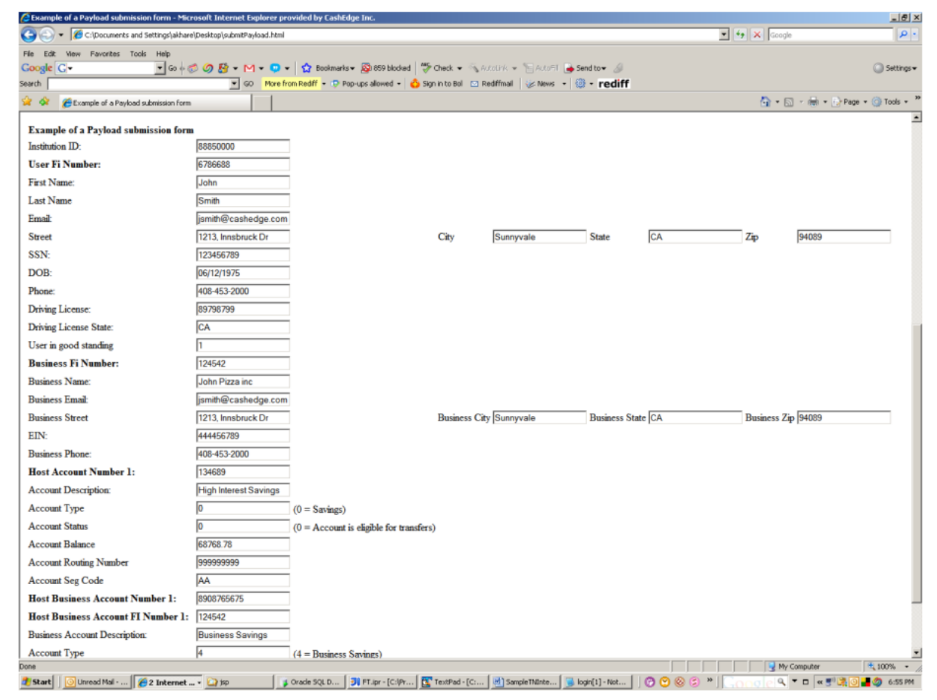 Example of a Payload submission form - Microsoft Internet Explorer provided by CashEdge Inc.
C:\Documents and Settings\akhare\Desktop\submitPayload.html Google
File Edit View Favorites Tools Help
Google G Go Bookmarks 859 blocked Check AutoLink AutoFill Send to Settings
Search GO More from Rediff Pop-ups allowed Sign in to Bol Rediffmail News rediff
Example of a Payload submission form Page Tools
Example of a Payload submission form
Institution ID: 88850000
User Fi Number: 6786688
First Name: John
Last Name Smith
Email: jsmith@cashedge.com
Street 1213, Innsbruck Dr City Sunnyvale State CA Zip 94089
SSN: 123456789
DOB: 06/12/1975
Phone: 408-453-2000
Driving License: 89798799
Driving License State: CA
User in good standing 1
Business Fi Number: 124542
Business Name: John Pizza inc
Business Email: jsmith@cashedge.com
Business Street 1213, Innsbruck Dr Business City Sunnyvale Business State CA Business Zip 94089
EIN: 444456789
Business Phone: 408-453-2000
Host Account Number 1: 134689
Account Description: High Interest Savings
Account Type 0 (0 = Savings)
Account Status 0 (0 = Account is eligible for transfers)
Account Balance 68768.78
Account Routing Number 999999999
Account Seg Code AA
Host Business Account Number 1: 8908765675
Host Business Account FI Number 1: 124542
Business Account Description: Business Savings
Account Type 4 (4 = Business Savings)
Done My Computer 100%
Start Unread Mail - ... 2 Internet ... jsp Oracle SQL D... FT.ipr - [C:\Pr... TextPad - [C:... SampleTNInte... login[1] - Not... 6:55 PM